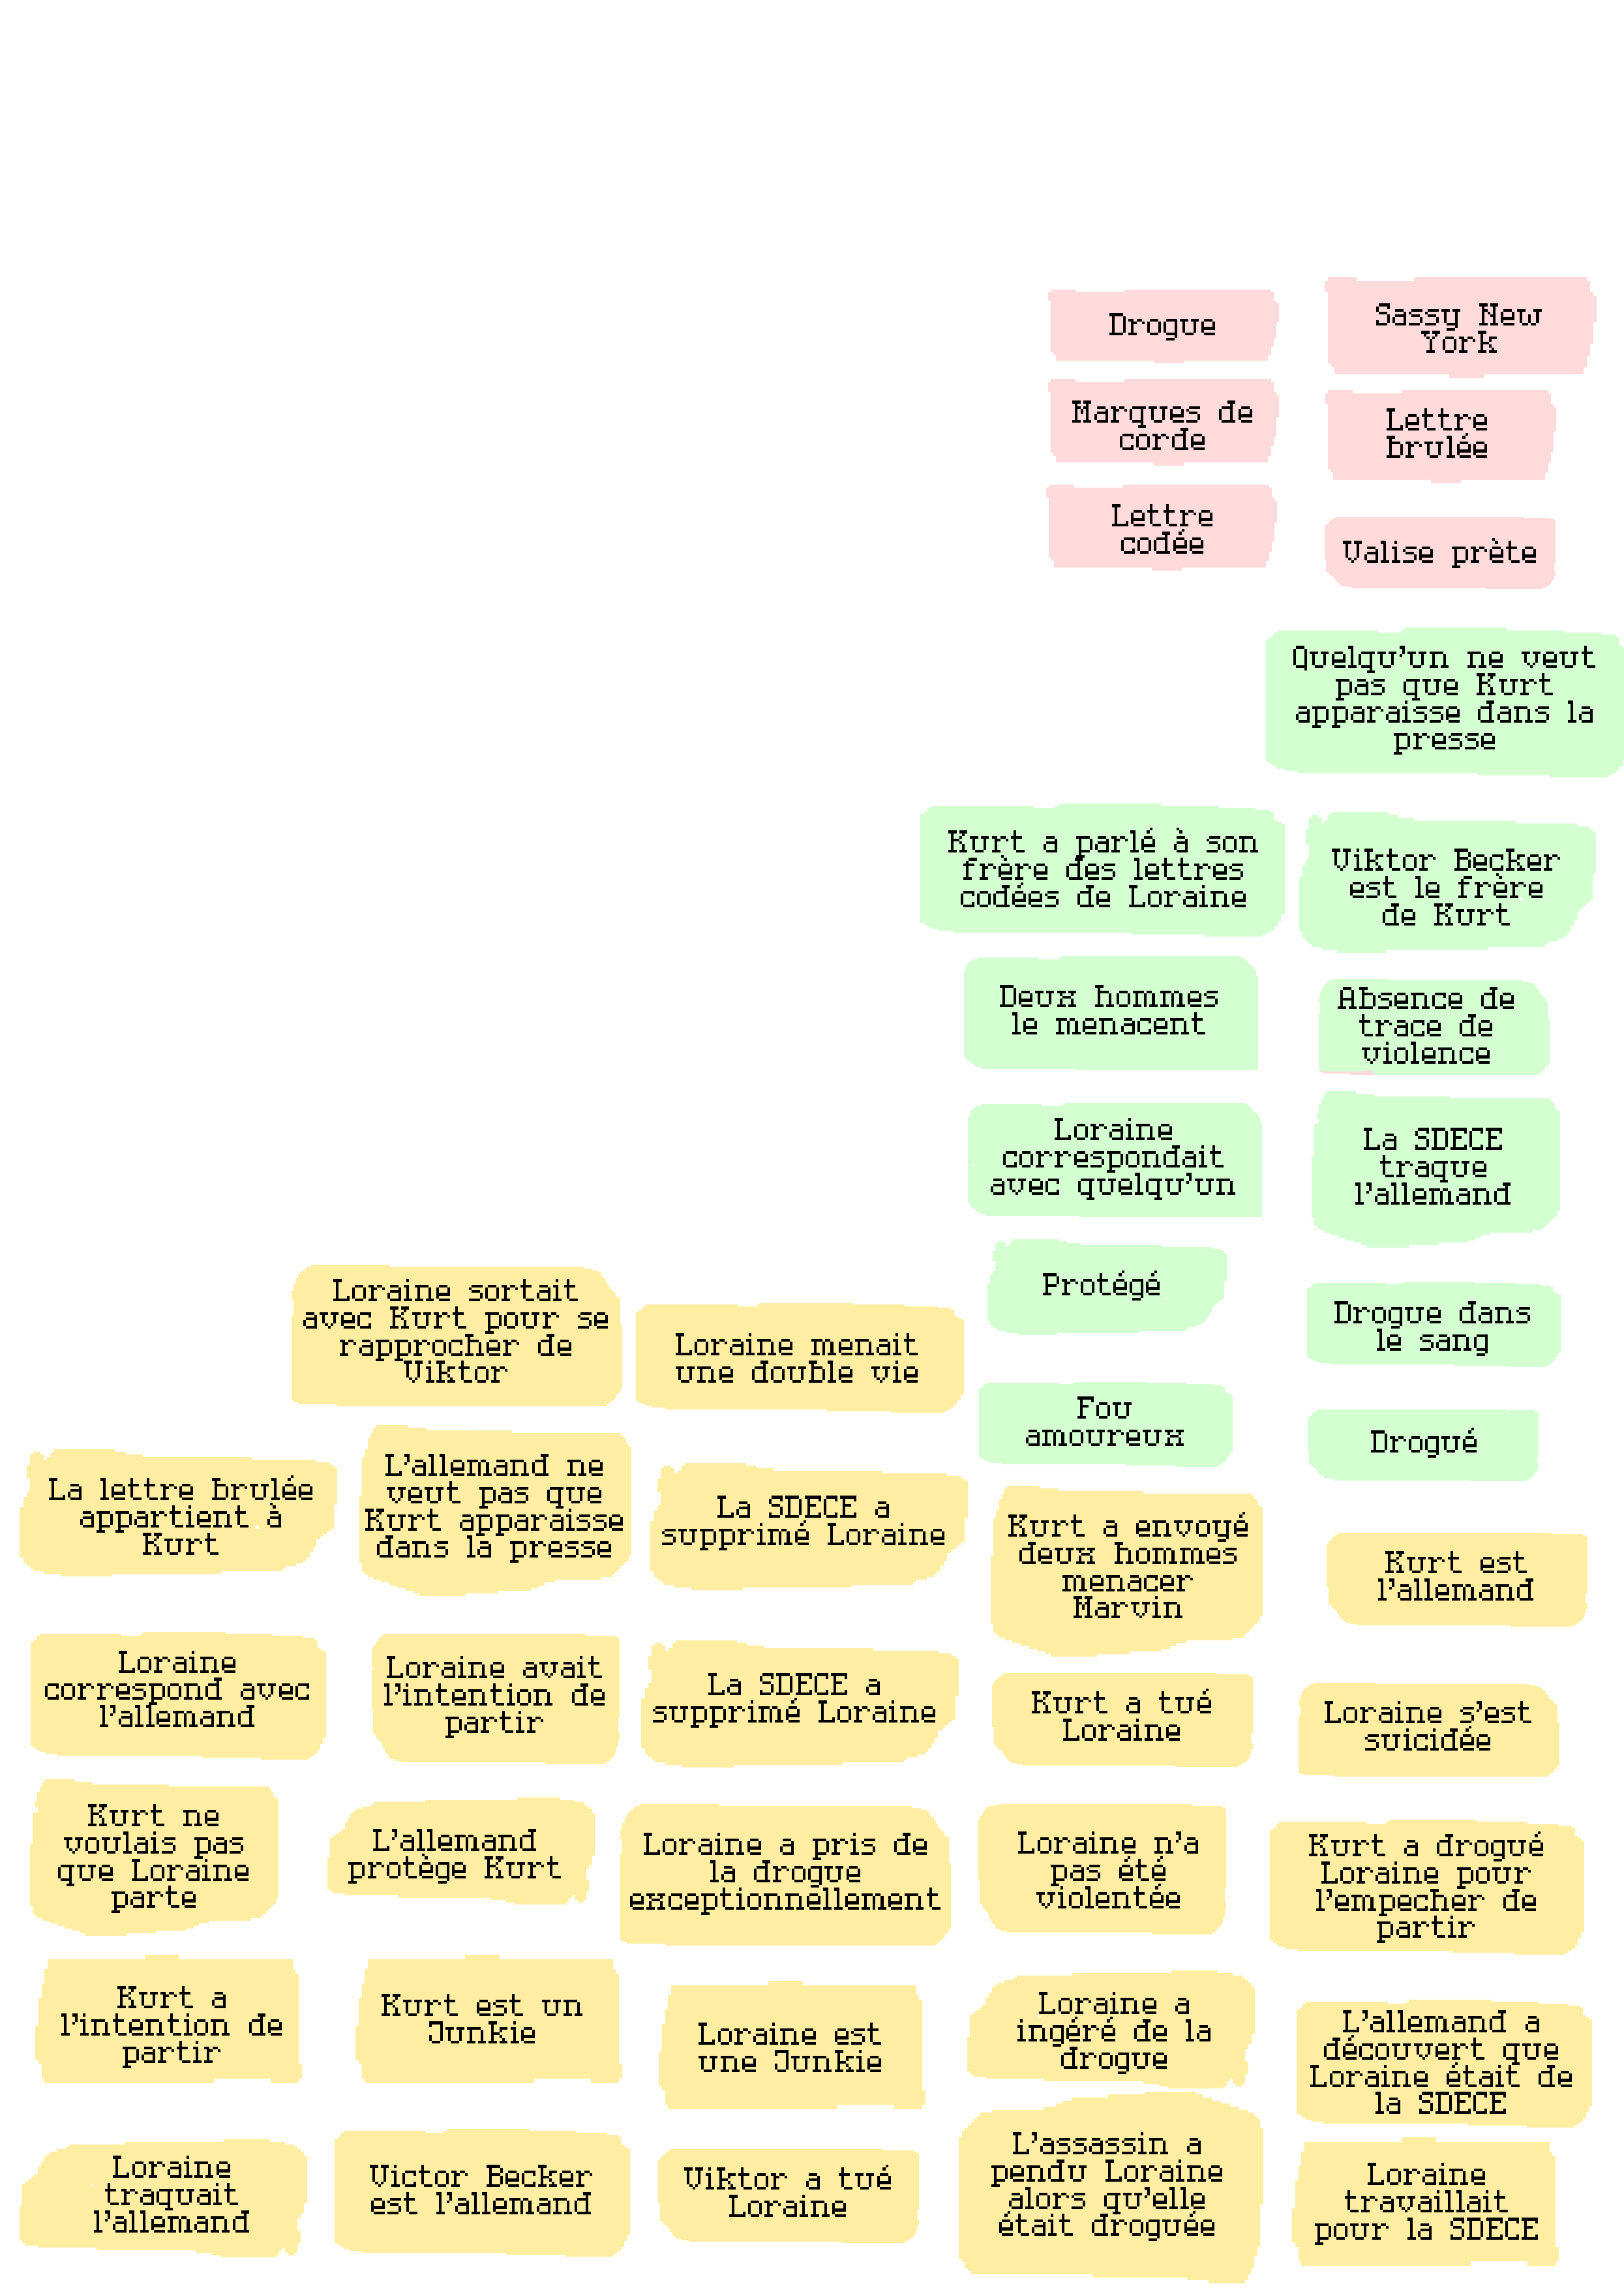 Drogue
Sassy New
York
Marques de
corde
Lettre
brulée
Lettre
codée
Valise prète
Quelqu'un ne veut
pas que Kurt
apparaisse dans la
presse
Kurt a parlé à son
frère des lettres
codées de Loraine
Viktor Becker
est le frère
de Kurt
Deux hommes
le menacent
Absence de
trace de
violence
Loraine
correspondait
avec quelqu'un
La SDECE
traque
l'allemand
Protégé
Drogue dans
le sang
Loraine sortait
avec Kurt pour se
rapprocher de
Viktor
Loraine menait
une double vie
Fou
amoureux
Drogué
La lettre brulée
appartient à
Kurt
L'allemand ne
veut pas que
Kurt apparaisse
dans la presse
La SDECE a
supprimé Loraine
Kurt a envoyé
deux hommes
menacer
Marvin
Kurt est
l'allemand
Loraine
correspond avec
l'allemand
Loraine avait
l'intention de
partir
La SDECE a
supprimé Loraine
Kurt a tué
Loraine
Loraine s'est
suicidée
Kurt ne
voulais pas
que Loraine
parte
L'allemand
protège Kurt
Loraine a pris de
la drogue
exceptionnellement
Loraine n'a
pas été
violentée
Kurt a drogué
Loraine pour
l'empecher de
partir
Kurt a
l'intention de
partir
Kurt est un
Junkie
Loraine est
une Junkie
Loraine a
ingéré de la
drogue
L'allemand a
découvert que
Loraine était de
la SDECE
Loraine
traquait
l'allemand
Victor Becker
est l'allemand
Viktor a tué
Loraine
L'assassin a
pendu Loraine
alors qu'elle
était droguée
Loraine
travaillait
pour la SDECE